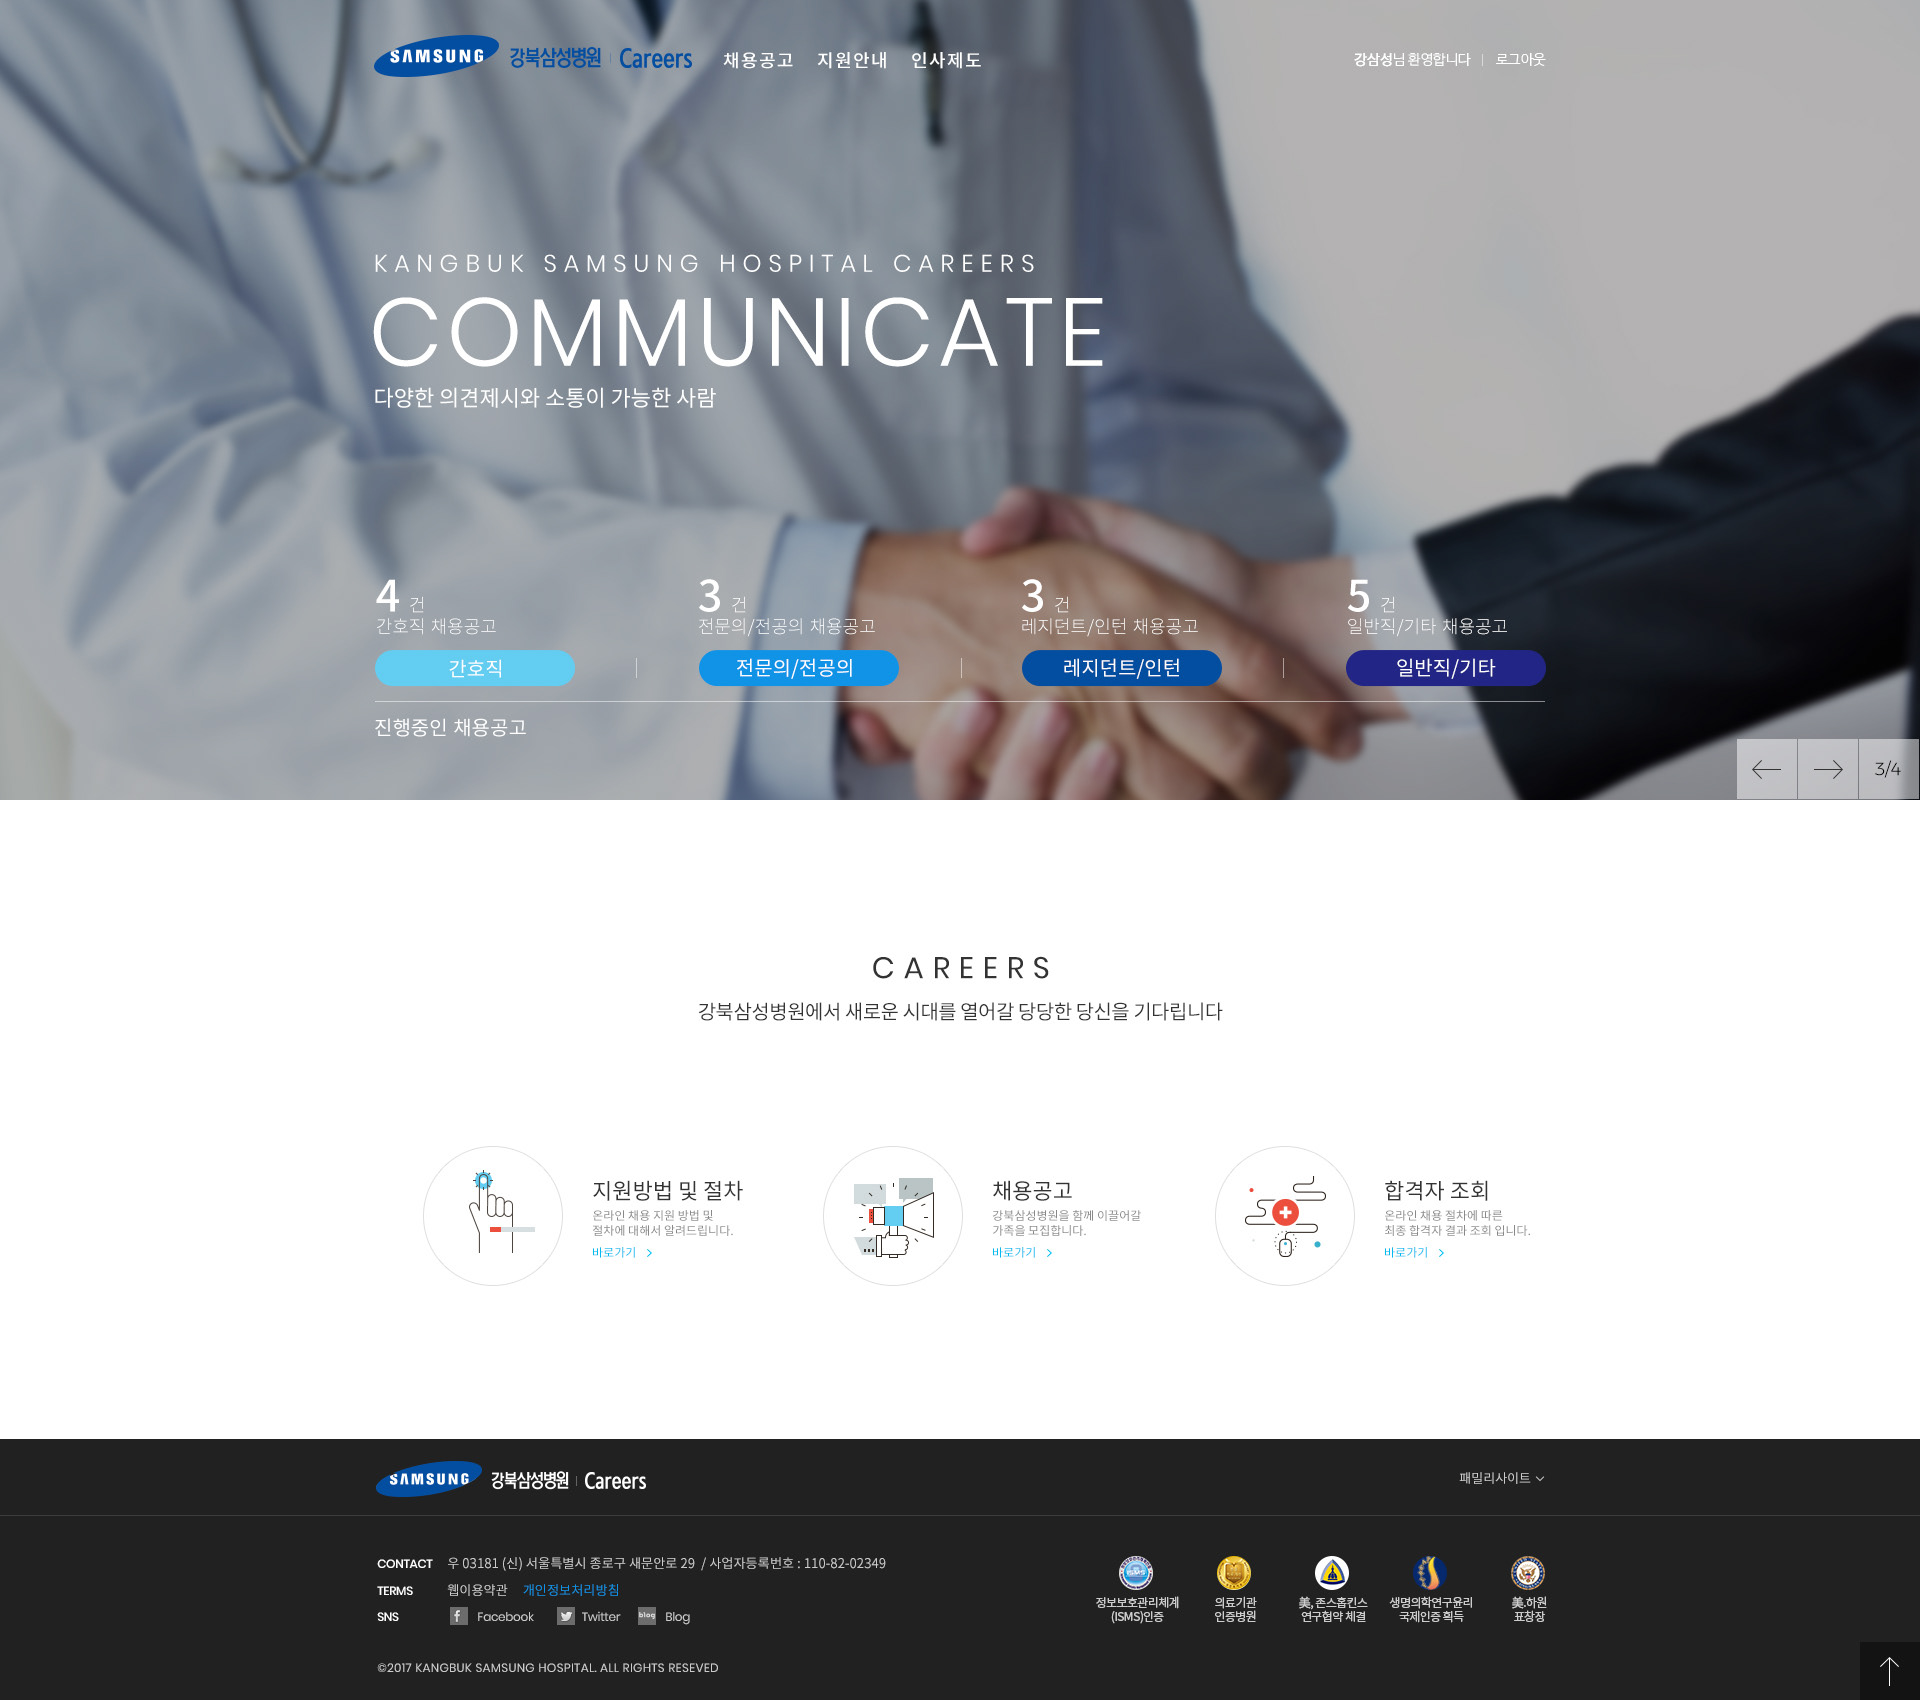 SAMSUNG 강북삼성병원 Careers 채용공고 지원안내 인사제도 강삼성님 환영합니다 로그아웃
KANGBUK SAMSUNG HOSPITAL CAREERS
COMMUNICATE
다양한 의견제시와 소통이 가능한 사람
4 건
간호직 채용공고
간호직
3 건
전문의/전공의 채용공고
전문의/전공의
3 건
레지던트/인턴 채용공고
레지던트/인턴
5 건
일반직/기타 채용공고
일반직/기타
진행중인 채용공고
3/4
CAREERS
강북삼성병원에서 새로운 시대를 열어갈 당당한 당신을 기다립니다
지원방법 및 절차
온라인 채용 지원 방법 및
절차에 대해서 알려드립니다.
바로가기
채용공고
강북삼성병원을 함께 이끌어갈
가족을 모집합니다.
바로가기
합격자 조회
온라인 채용 절차에 따른
최종 합격자 결과 조회 입니다.
바로가기
SAMSUNG 강북삼성병원 Careers
패밀리사이트
CONTACT 우 03181 (신) 서울특별시 종로구 새문안로 29 / 사업자등록번호 : 110-82-02349
TERMS 웹이용약관 개인정보처리방침
SNS Facebook Twitter blog Blog
정보보호관리체계
(ISMS)인증
의료기관
인증병원
美, 존스홉킨스
연구협약 체결
생명의학연구윤리
국제인증 획득
美.하원
표창장
©2017 KANGBUK SAMSUNG HOSPITAL. ALL RIGHTS RESEVED